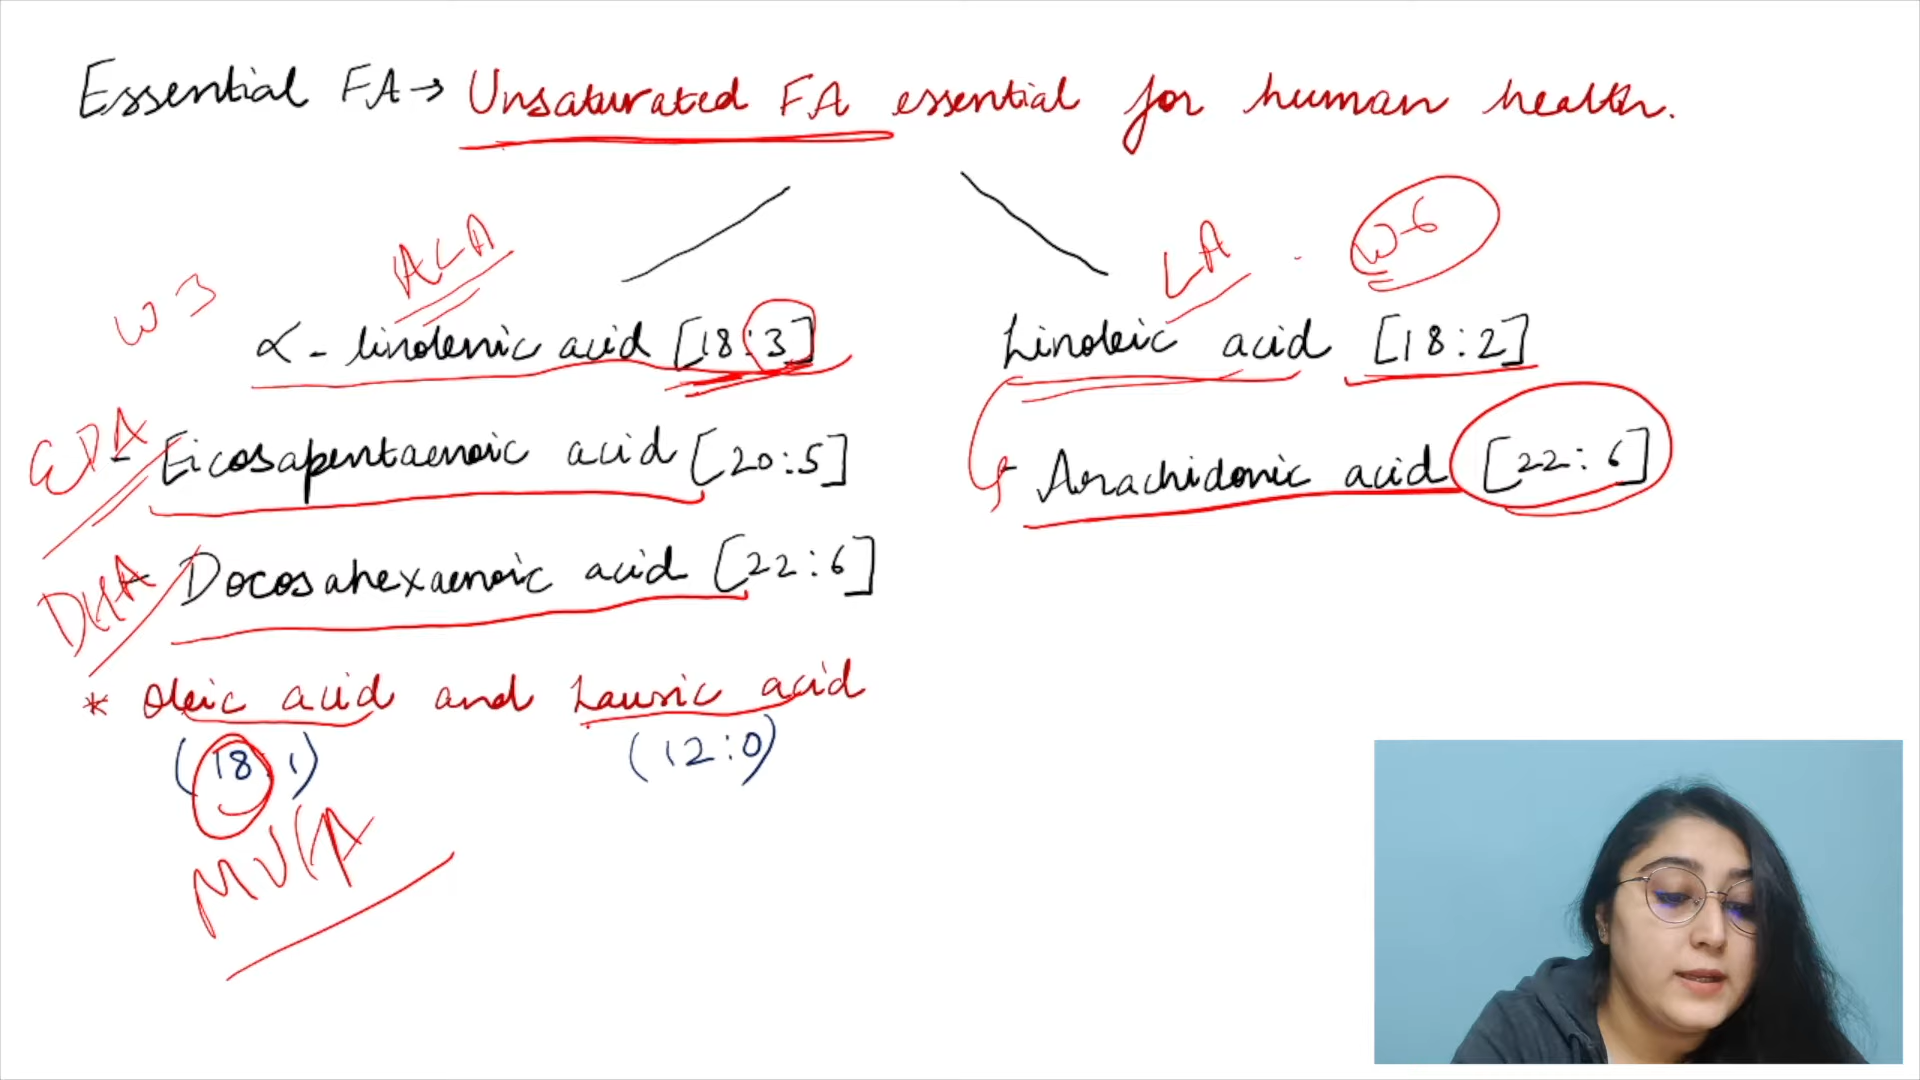 Essential FA → Unsaturated FA essential for human health.
ω 3
ALA
LA . ω-6
α - linolenic acid [18:3]
Linoleic acid [18:2]
EDA - Eicosapentaenoic acid [20:5]
Arachidonic acid [22:6]
DHA - Docosahexaenoic acid [22:6]
* Oleic acid and Lauric acid
(18:1) (12:0)
MUFA